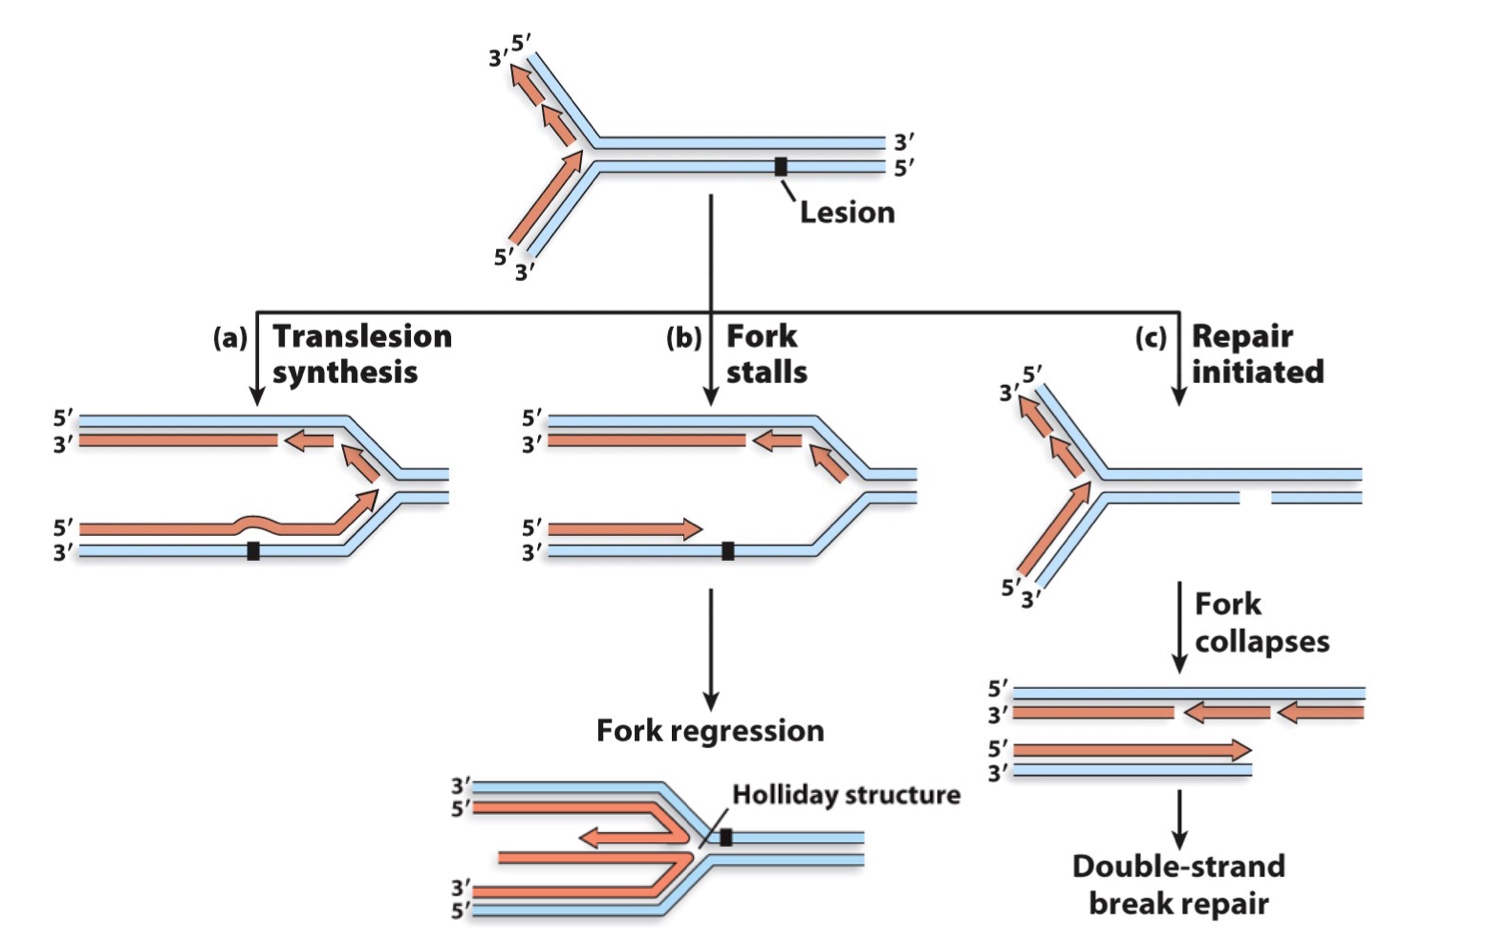 5′
3′
3′
5′
Lesion
5′
3′
(a) Translesion
synthesis
(b) Fork
stalls
(c) Repair
initiated
5′
3′
5′
3′
5′
3′
5′
3′
5′
3′
5′
3′
Fork
collapses
Fork regression
5′
3′
5′
3′
3′
5′
Holliday structure
3′
5′
Double-strand
break repair